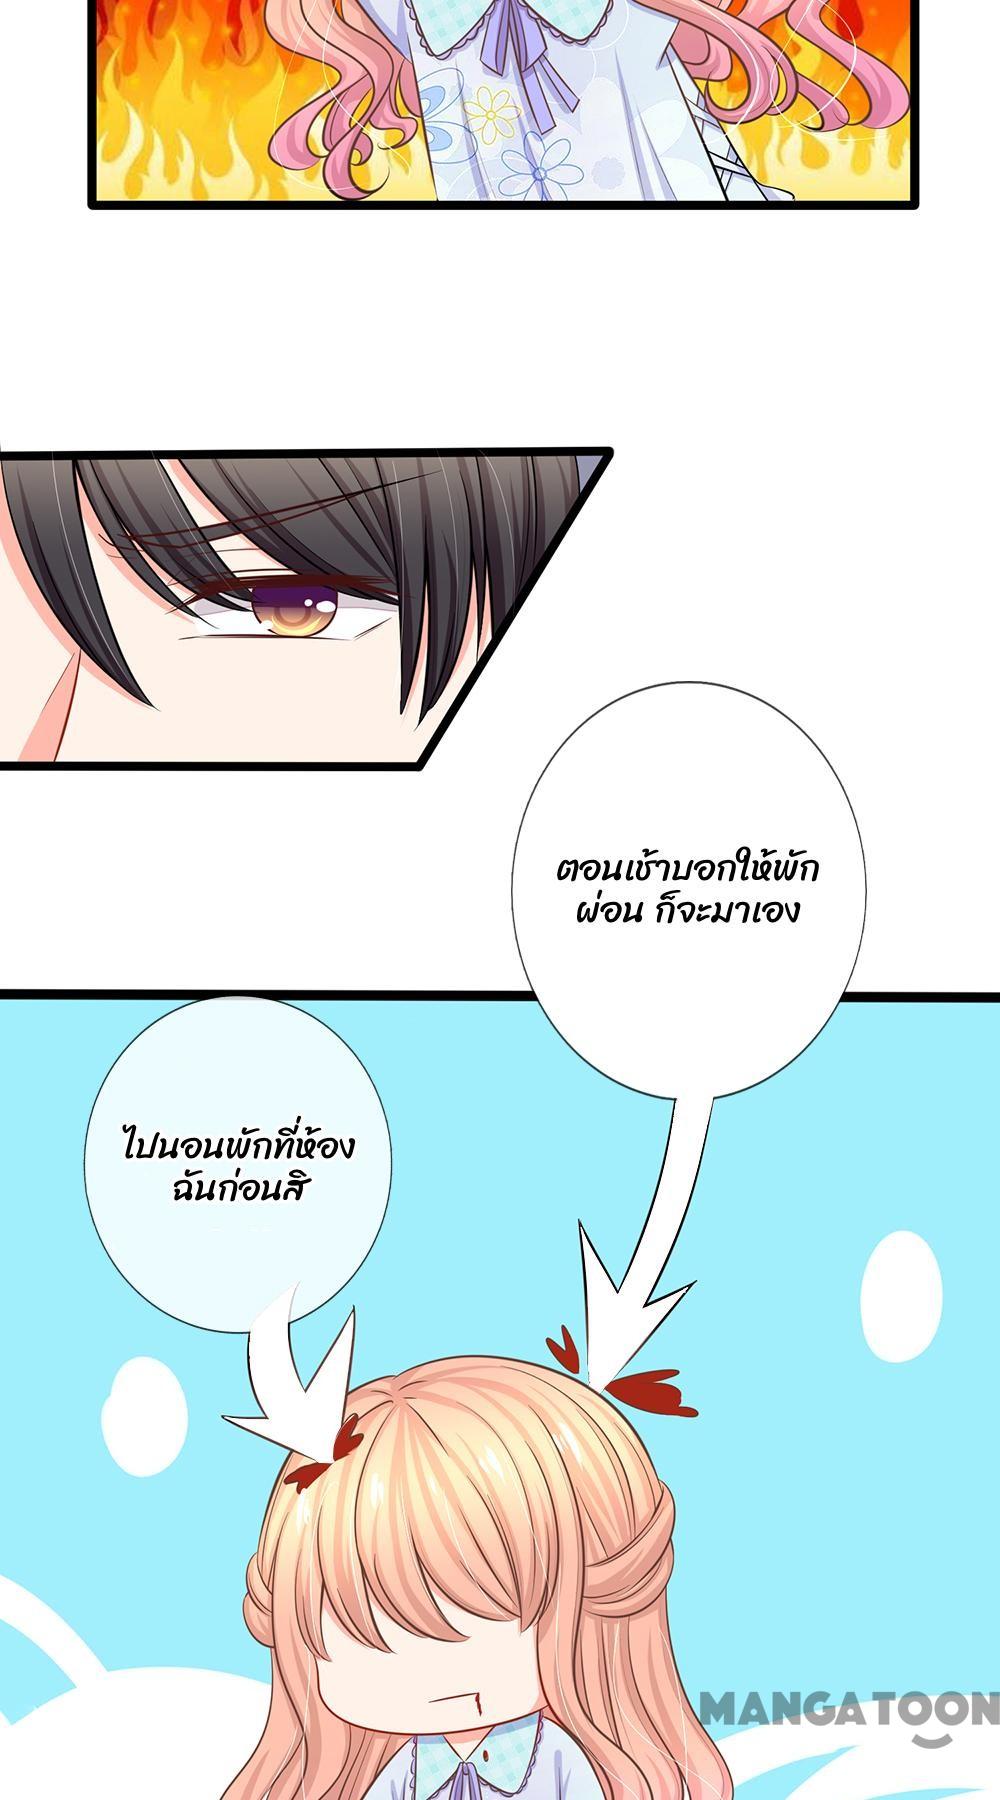 ตอนเช้าบอกให้พัก
ผ่อน ก็จะมาเอง
ไปนอนพักที่ห้อง
ฉันก่อนสิ
MANGATOON